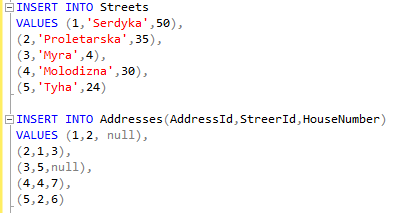 INSERT INTO Streets
VALUES (1,'Serdyka',50),
(2,'Proletarska',35),
(3,'Myra',4),
(4,'Molodizna',30),
(5,'Tyha',24)
INSERT INTO Addresses(AddressId,StreerId,HouseNumber)
VALUES (1,2, null),
(2,1,3),
(3,5,null),
(4,4,7),
(5,2,6)